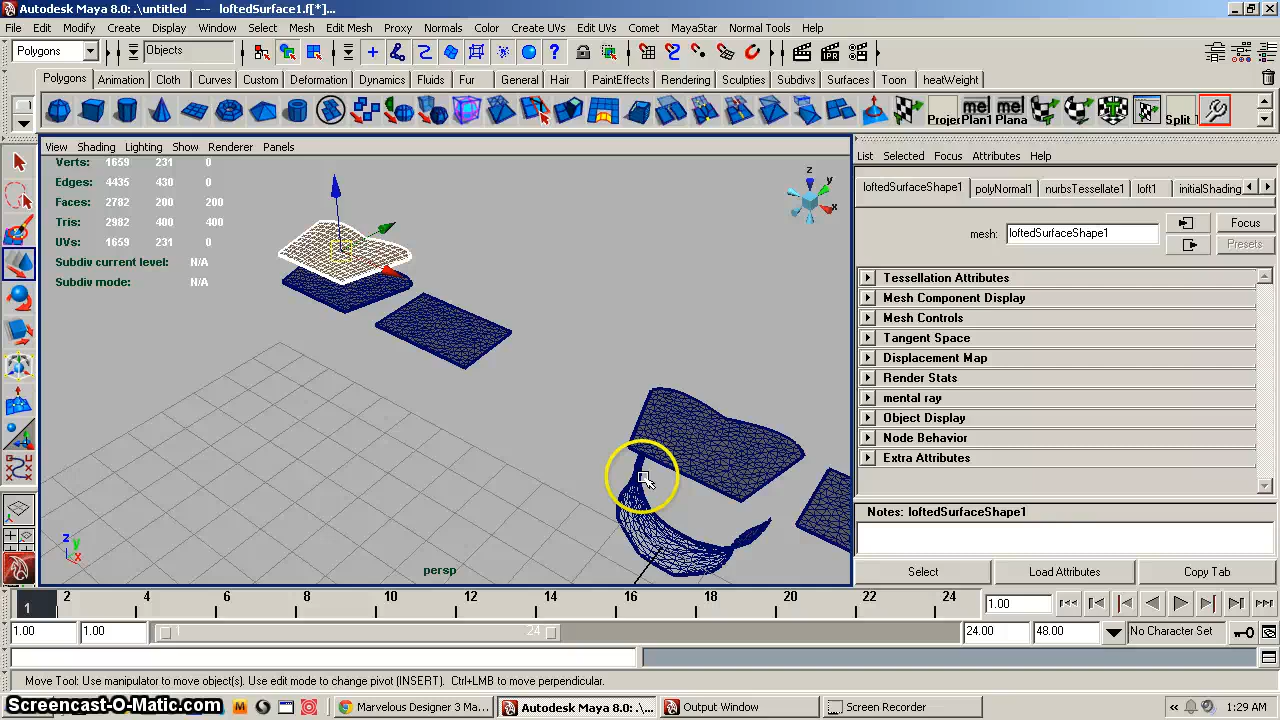 Autodesk Maya 8.0: .\untitled --- loftedSurface1.f[*]...
File Edit Modify Create Display Window Select Mesh Edit Mesh Proxy Normals Color Create UVs Edit UVs Comet MayaStar Normal Tools Help
Polygons Objects
Polygons Animation Cloth Curves Custom Deformation Dynamics Fluids Fur General Hair PaintEffects Rendering Sculpties Subdivs Surfaces Toon heatWeight
mel mel
Projer Plan1 Plana Split
View Shading Lighting Show Renderer Panels
List Selected Focus Attributes Help
Verts: 1659 231 0
Edges: 4435 430 0
Faces: 2782 200 200
Tris: 2982 400 400
UVs: 1659 231 0
Subdiv current level: N/A
Subdiv mode: N/A
z
y
x
loftedSurfaceShape1 polyNormal1 nurbsTessellate1 loft1 initialShading
mesh: loftedSurfaceShape1
Focus
Presets
Tessellation Attributes
Mesh Component Display
Mesh Controls
Tangent Space
Displacement Map
Render Stats
mental ray
Object Display
Node Behavior
Extra Attributes
Notes: loftedSurfaceShape1
z
y
x
persp
Select Load Attributes Copy Tab
1 2 4 6 8 10 12 14 16 18 20 22 24 1.00
1.00 1.00 1 24 24.00 48.00 No Character Set
Move Tool: Use manipulator to move object(s). Use edit mode to change pivot (INSERT). Ctrl+LMB to move perpendicular.
Screencast-O-Matic.com Marvelous Designer 3 Ma... Autodesk Maya 8.0: .\... Output Window Screen Recorder 1:29 AM